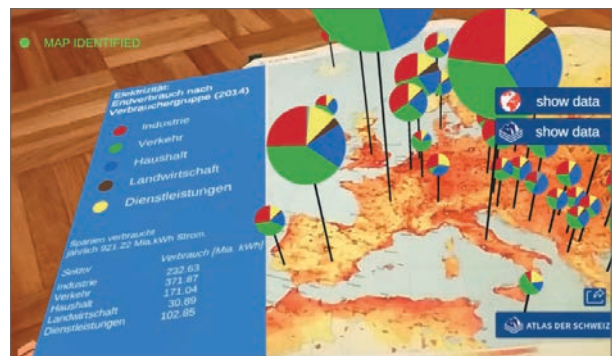 MAP IDENTIFIED
Elektrizität:
Endverbrauch nach
Verbrauchergruppe (2014)
Industrie
Verkehr
Haushalt
Landwirtschaft
Dienstleistungen
Spanien verbraucht
jährlich 921.22 Mia.kWh Strom.
Sektor Verbrauch [Mia. kWh]
Industrie 232.63
Verkehr 371.87
Haushalt 171.04
Landwirtschaft 30.89
Dienstleistungen 102.85
show data
show data
ATLAS DER SCHWEIZ